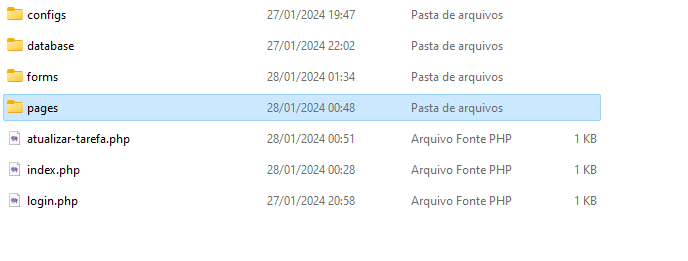 configs 27/01/2024 19:47 Pasta de arquivos
database 27/01/2024 22:02 Pasta de arquivos
forms 28/01/2024 01:34 Pasta de arquivos
pages 28/01/2024 00:48 Pasta de arquivos
atualizar-tarefa.php 28/01/2024 00:51 Arquivo Fonte PHP 1 KB
index.php 28/01/2024 00:28 Arquivo Fonte PHP 1 KB
login.php 27/01/2024 20:58 Arquivo Fonte PHP 1 KB